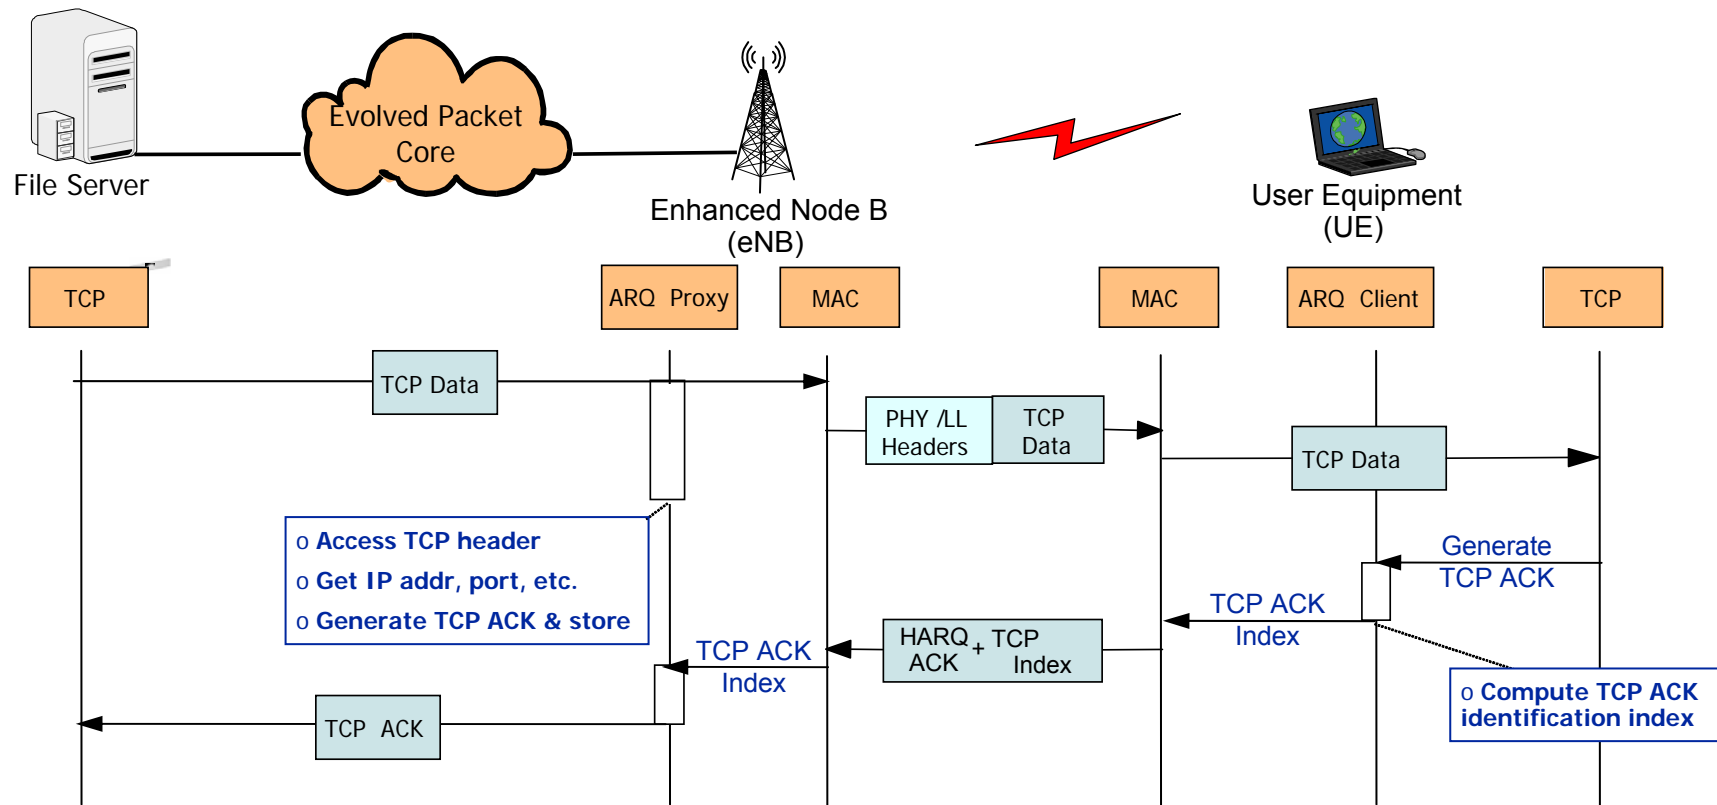 Evolved Packet
Core
File Server
Enhanced Node B
(eNB)
User Equipment
(UE)
TCP
ARQ Proxy
MAC
MAC
ARQ Client
TCP
TCP Data
PHY /LL
Headers
TCP
Data
TCP Data
o Access TCP header
o Get IP addr, port, etc.
o Generate TCP ACK & store
Generate
TCP ACK
TCP ACK
Index
HARQ
ACK
+ TCP
Index
TCP ACK
Index
o Compute TCP ACK
identification index
TCP ACK